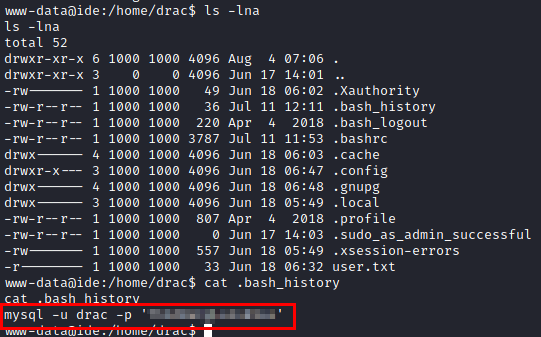 www-data@ide:/home/drac$ ls -lna
ls -lna
total 52
drwxr-xr-x 6 1000 1000 4096 Aug  4 07:06 .
drwxr-xr-x 3    0    0 4096 Jun 17 14:01 ..
-rw------- 1 1000 1000   49 Jun 18 06:02 .Xauthority
-rw-r--r-- 1 1000 1000   36 Jul 11 12:11 .bash_history
-rw-r--r-- 1 1000 1000  220 Apr  4  2018 .bash_logout
-rw-r--r-- 1 1000 1000 3787 Jul 11 11:53 .bashrc
drwx------ 4 1000 1000 4096 Jun 18 06:03 .cache
drwxr-x--- 3 1000 1000 4096 Jun 18 06:47 .config
drwx------ 4 1000 1000 4096 Jun 18 06:48 .gnupg
drwx------ 3 1000 1000 4096 Jun 18 05:49 .local
-rw-r--r-- 1 1000 1000  807 Apr  4  2018 .profile
-rw-r--r-- 1 1000 1000    0 Jun 17 14:03 .sudo_as_admin_successful
-rw------- 1 1000 1000  557 Jun 18 05:49 .xsession-errors
-r-------- 1 1000 1000   33 Jun 18 06:32 user.txt
www-data@ide:/home/drac$ cat .bash_history
cat .bash_history
mysql -u drac -p ' '
www-data@ide:/home/drac$